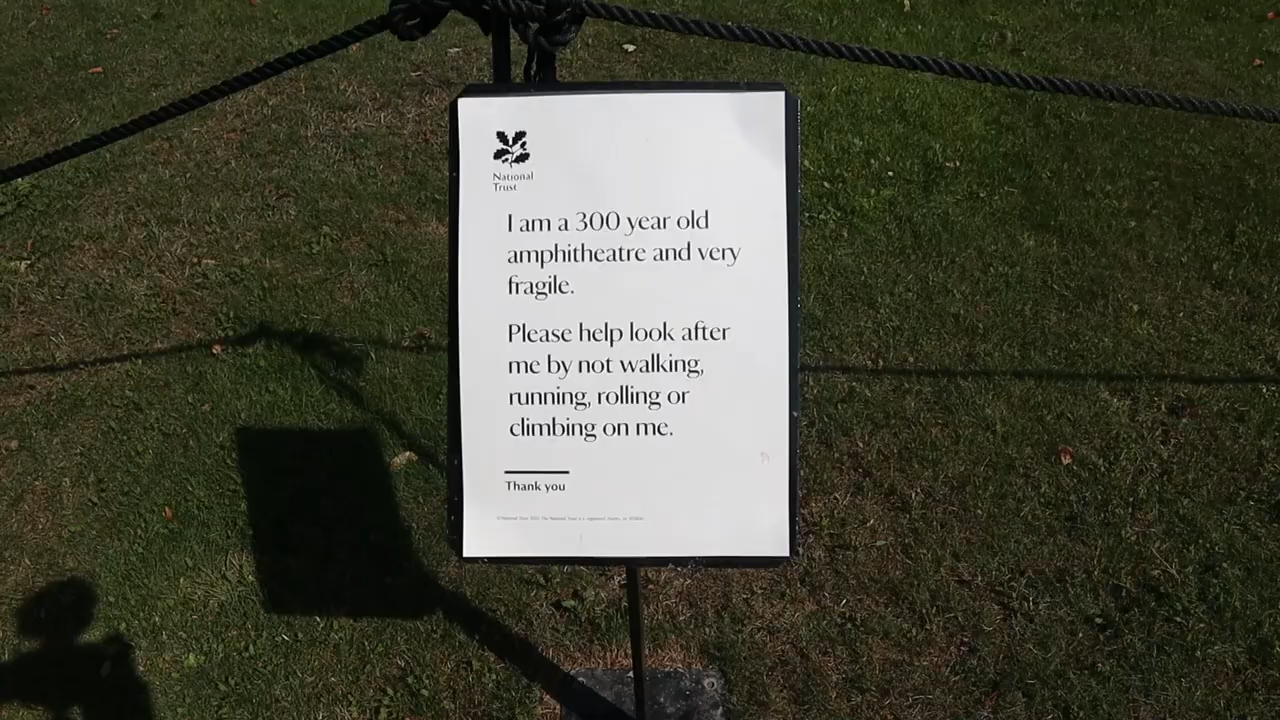 National
Trust
I am a 300 year old
amphitheatre and very
fragile.
Please help look after
me by not walking,
running, rolling or
climbing on me.
Thank you